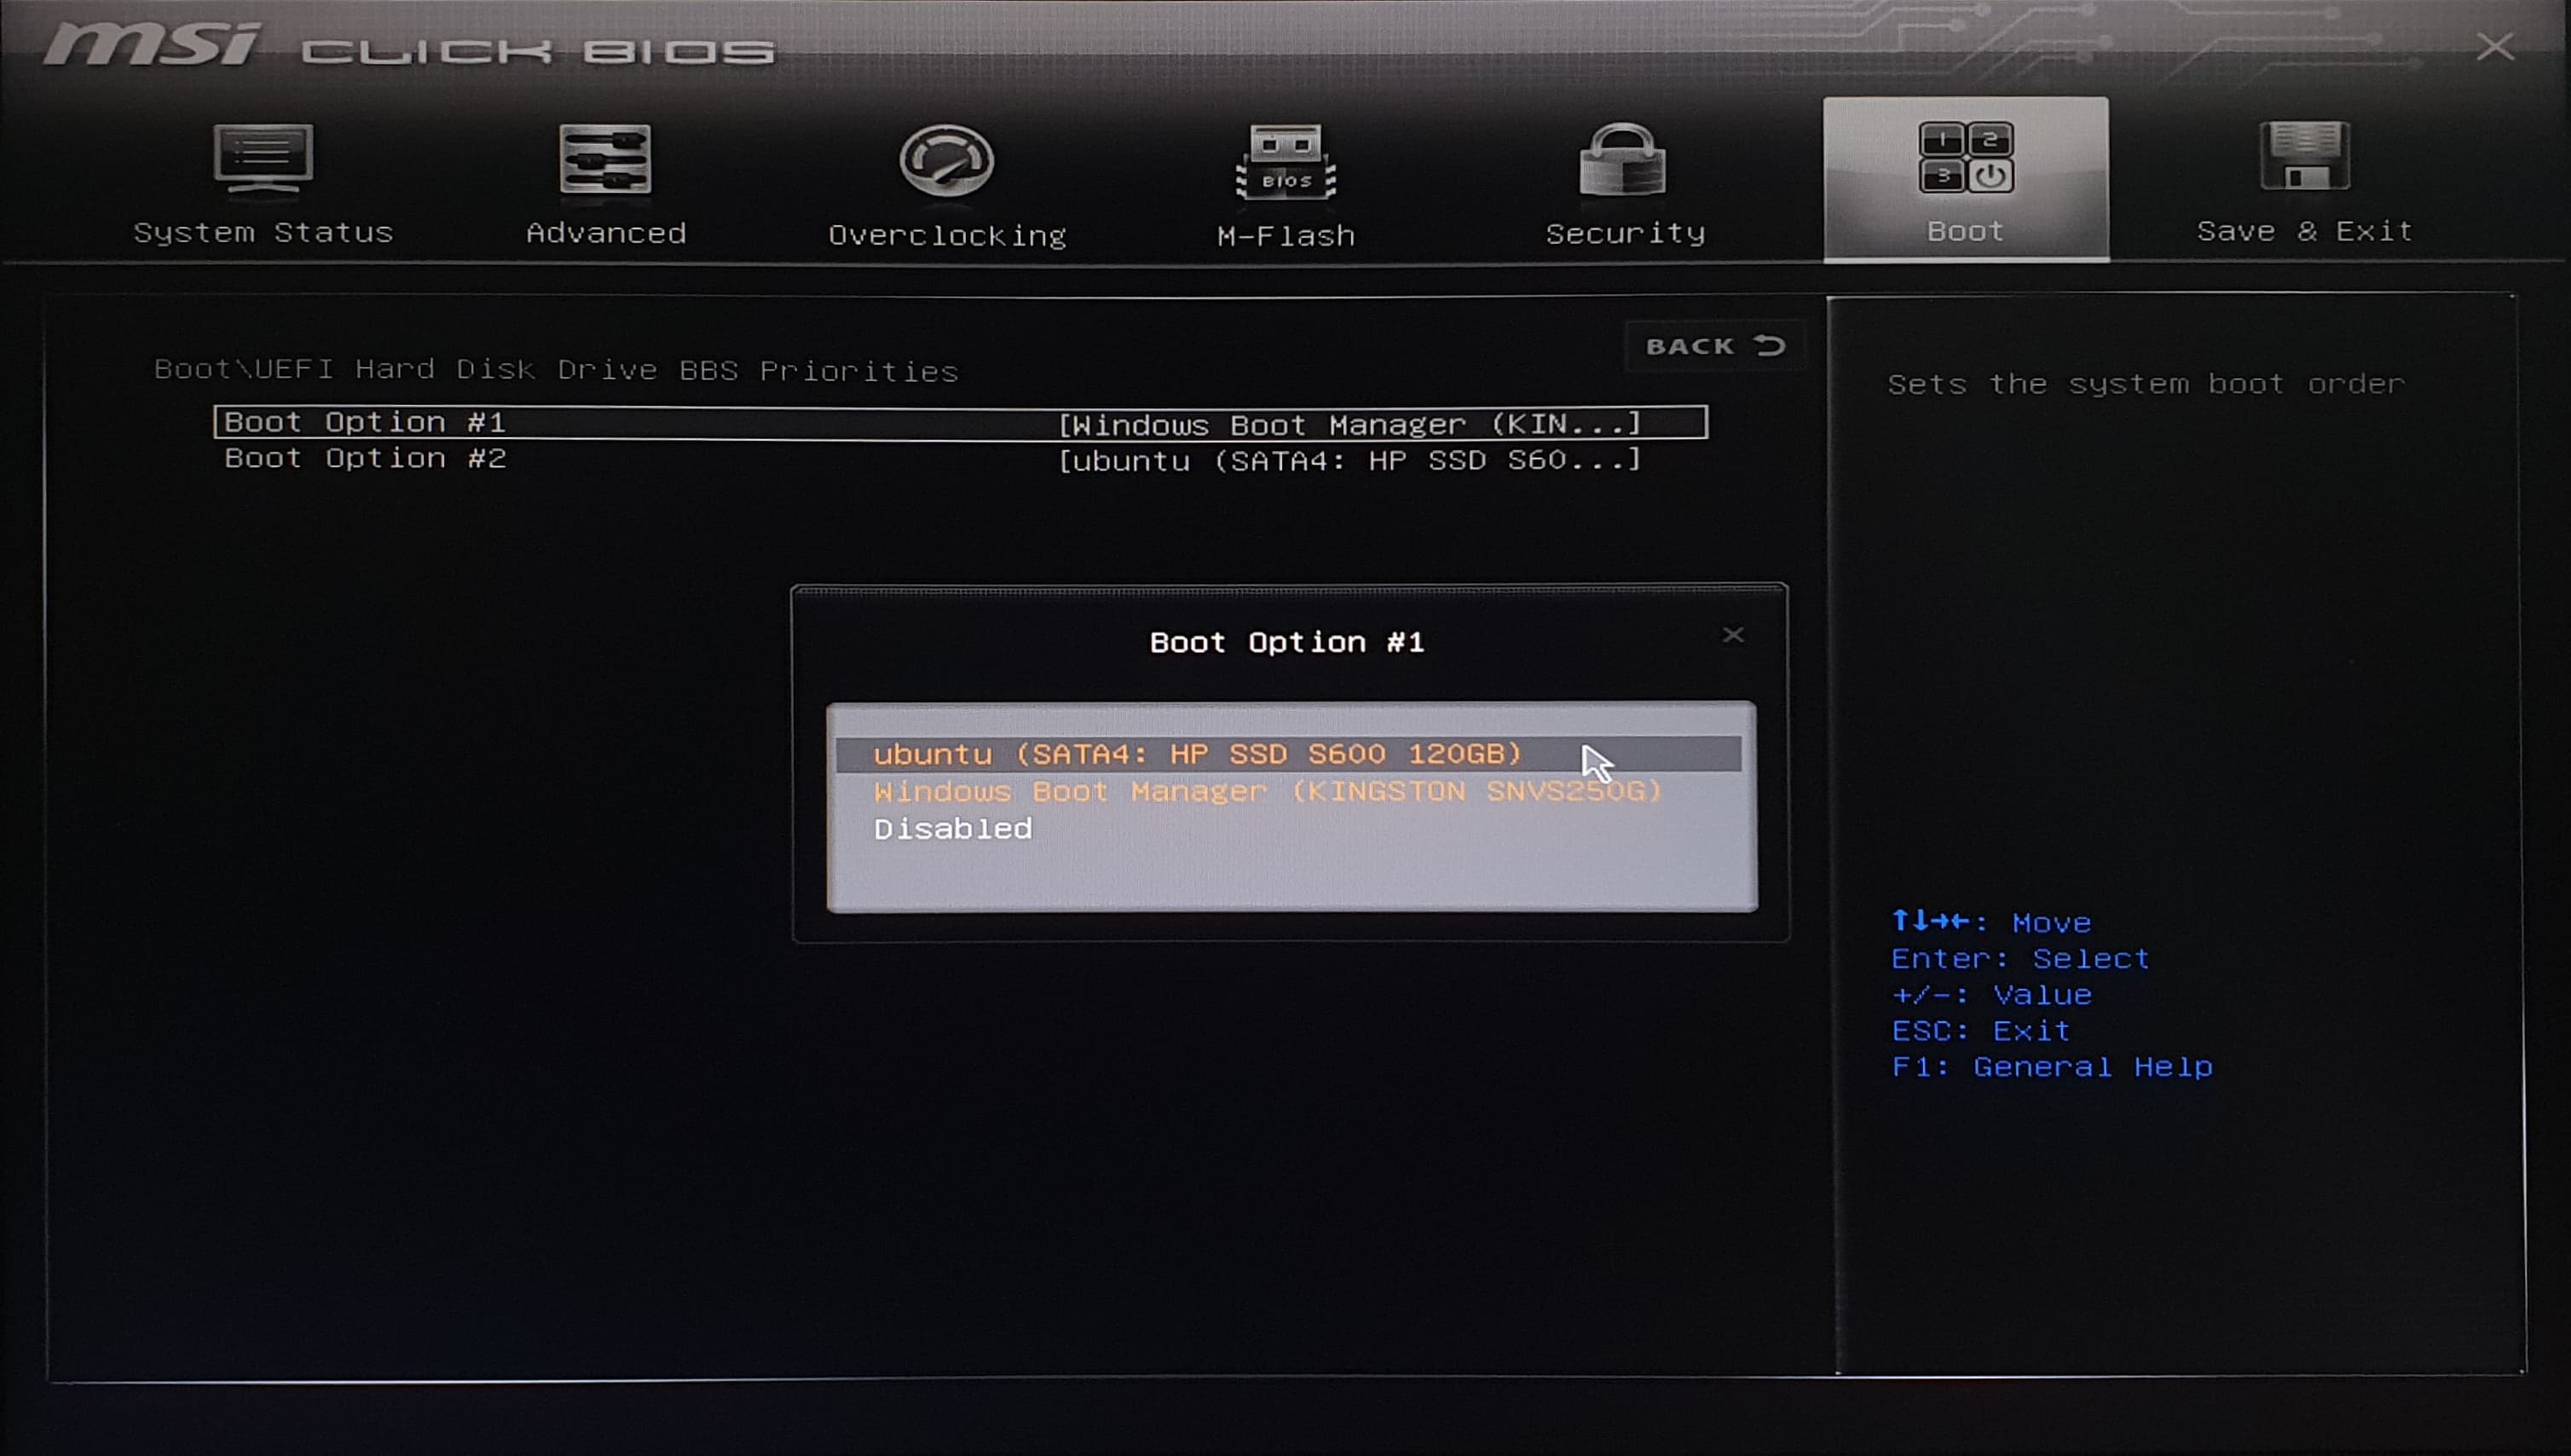 msi CLICK BIOS
System Status
Advanced
Overclocking
BIOS
M-Flash
Security
1 2
3
Boot
Save & Exit
BACK
Boot\UEFI Hard Disk Drive BBS Priorities
Boot Option #1 [Windows Boot Manager (KIN...]
Boot Option #2 [ubuntu (SATA4: HP SSD S60...]
Sets the system boot order
Boot Option #1
ubuntu (SATA4: HP SSD S600 120GB)
Windows Boot Manager (KINGSTON SNVS250G)
Disabled
↑↓→←: Move
Enter: Select
+/-: Value
ESC: Exit
F1: General Help